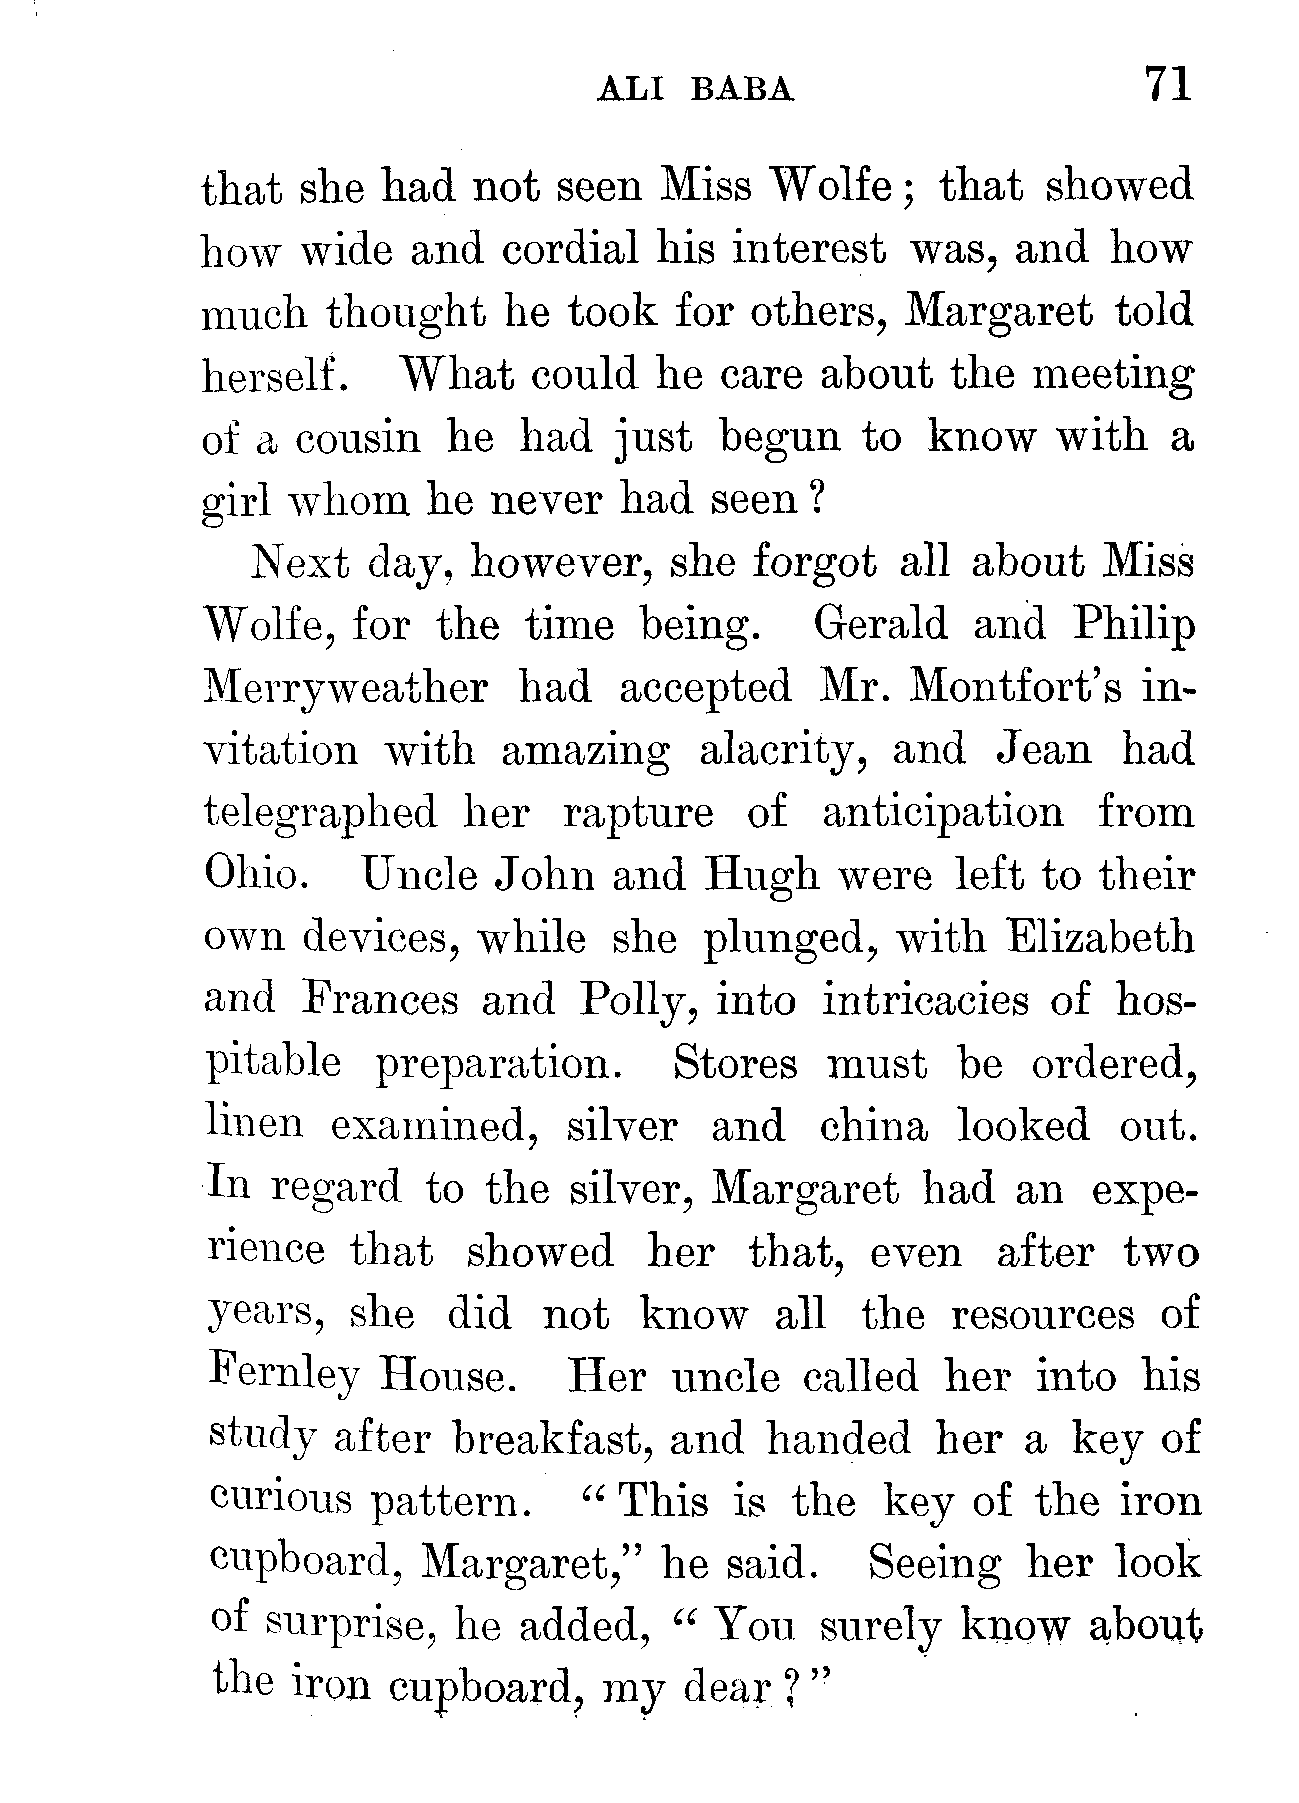 ALI BABA 71
that she had not seen Miss Wolfe; that showed
how wide and cordial his interest was, and how
much thought he took for others, Margaret told
herself. What could he care about the meeting
of a cousin he had just begun to know with a
girl whom he never had seen?
Next day, however, she forgot all about Miss
Wolfe, for the time being. Gerald and Philip
Merryweather had accepted Mr. Montfort's in-
vitation with amazing alacrity, and Jean had
telegraphed her rapture of anticipation from
Ohio. Uncle John and Hugh were left to their
own devices, while she plunged, with Elizabeth
and Frances and Polly, into intricacies of hos-
pitable preparation. Stores must be ordered,
linen examined, silver and china looked out.
In regard to the silver, Margaret had an expe-
rience that showed her that, even after two
years, she did not know all the resources of
Fernley House. Her uncle called her into his
study after breakfast, and handed her a key of
curious pattern. "This is the key of the iron
cupboard, Margaret," he said. Seeing her look
of surprise, he added, "You surely know about
the iron cupboard, my dear?"